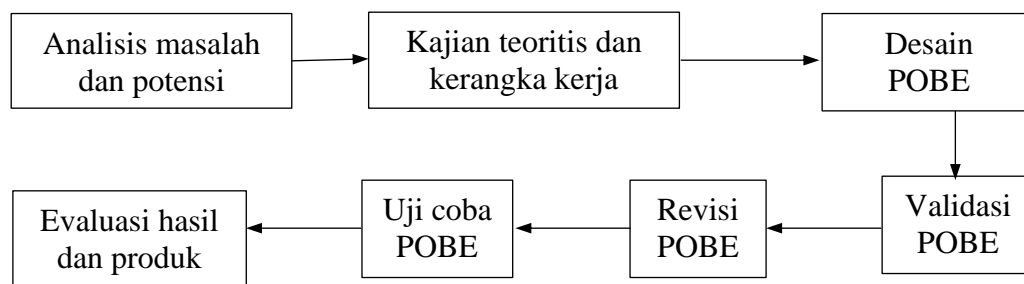 Analisis masalah
dan potensi
Kajian teoritis dan
kerangka kerja
Desain
POBE
Validasi
POBE
Revisi
POBE
Uji coba
POBE
Evaluasi hasil
dan produk